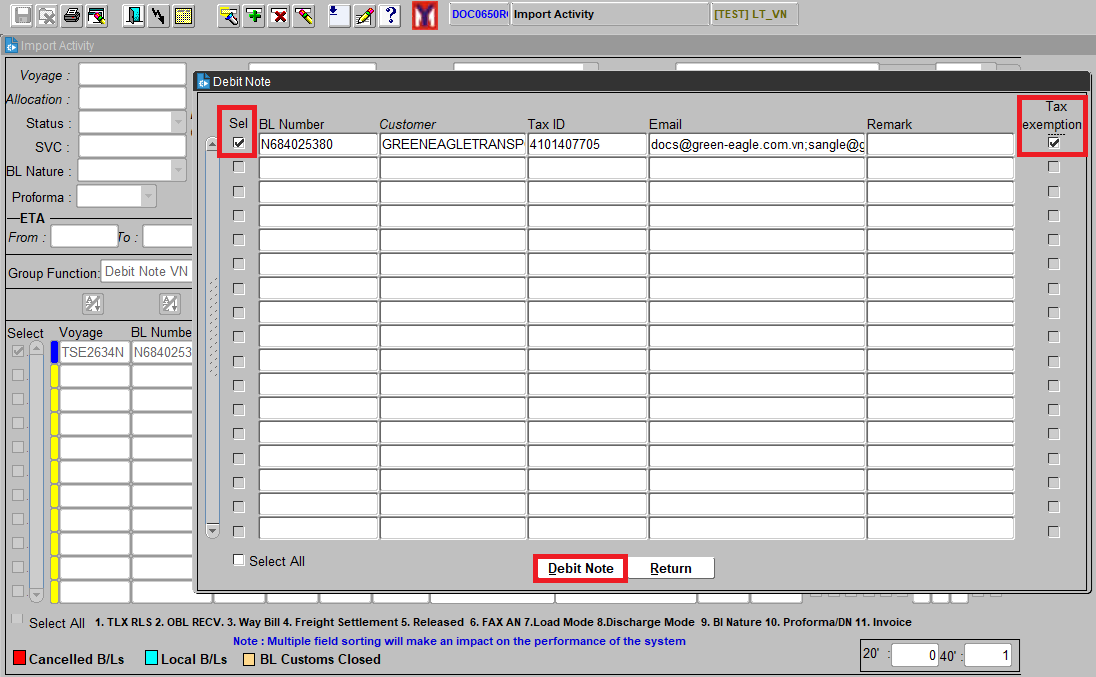 DOC0650R Import Activity [TEST] LT_VN
Import Activity
Voyage :
Allocation :
Status :
SVC :
BL Nature :
Proforma :
ETA
From : To :
Group Function: Debit Note VN
Select Voyage BL Numbe
TSE2634N N6840253
Debit Note
Sel BL Number Customer Tax ID Email Remark Tax
exemption
N684025380 GREENEAGLETRANSP 4101407705 docs@green-eagle.com.vn;sangle@g
Select All
Debit Note Return
Select All 1. TLX RLS 2. OBL RECV. 3. Way Bill 4. Freight Settlement 5. Released 6. FAX AN 7.Load Mode 8.Discharge Mode 9. Bl Nature 10. Proforma/DN 11. Invoice
Note : Multiple field sorting will make an impact on the performance of the system
Cancelled B/Ls Local B/Ls BL Customs Closed
20' : 0 40' : 1